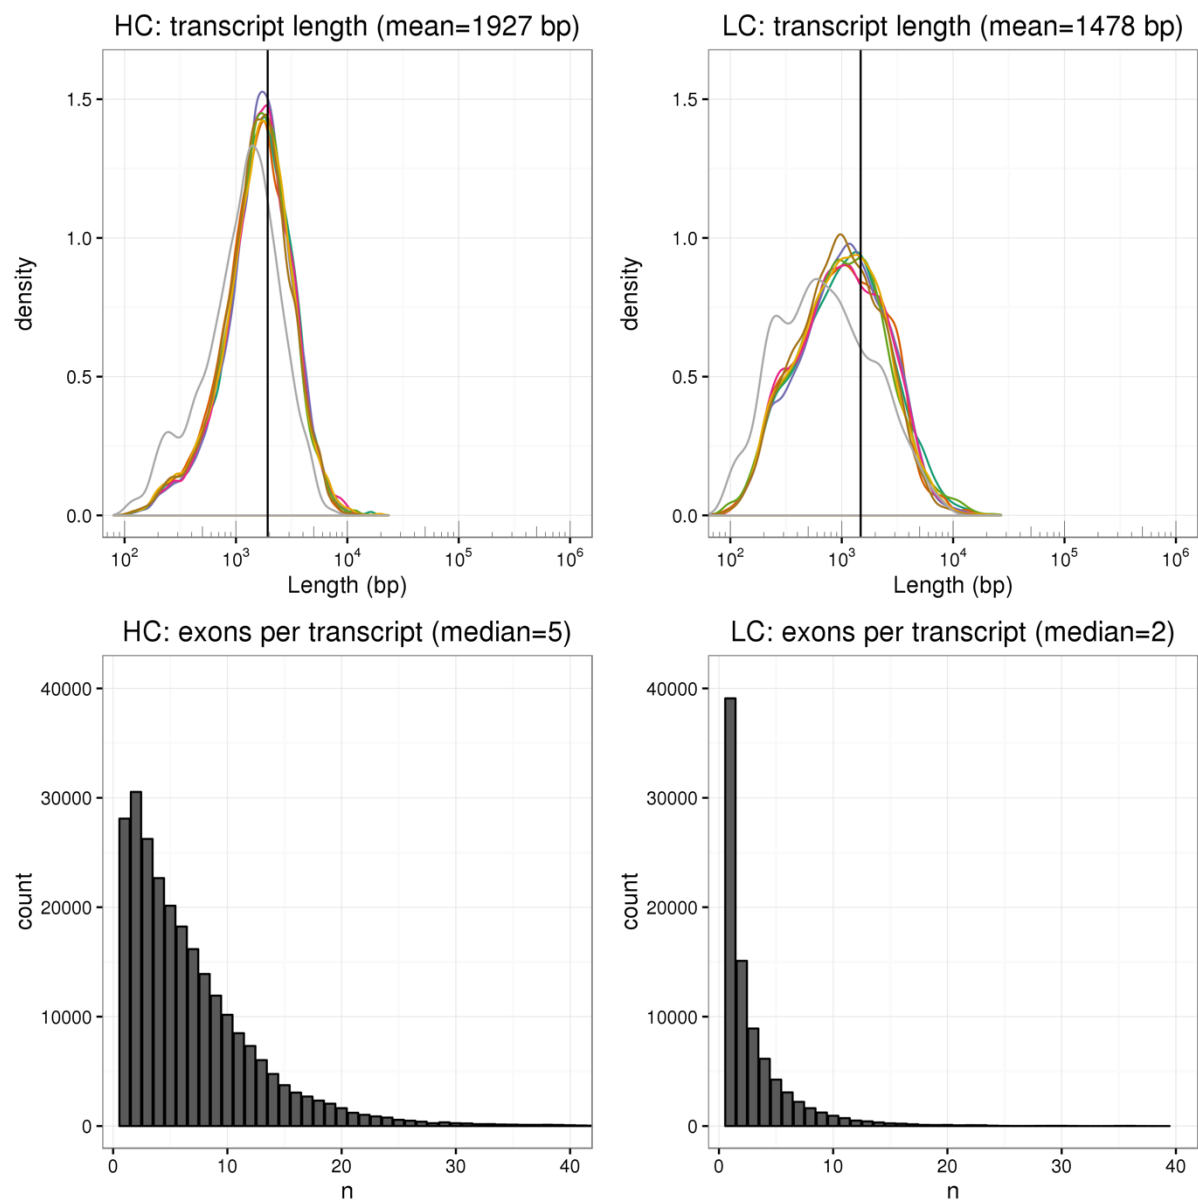 HC: transcript length (mean=1927 bp)
1.5
1.0
0.5
0.0
density
10² 10³ 10⁴ 10⁵ 10⁶
Length (bp)
LC: transcript length (mean=1478 bp)
1.5
1.0
0.5
0.0
density
10² 10³ 10⁴ 10⁵ 10⁶
Length (bp)
HC: exons per transcript (median=5)
40000
30000
20000
10000
0
count
0 10 20 30 40
n
LC: exons per transcript (median=2)
40000
30000
20000
10000
0
count
0 10 20 30 40
n